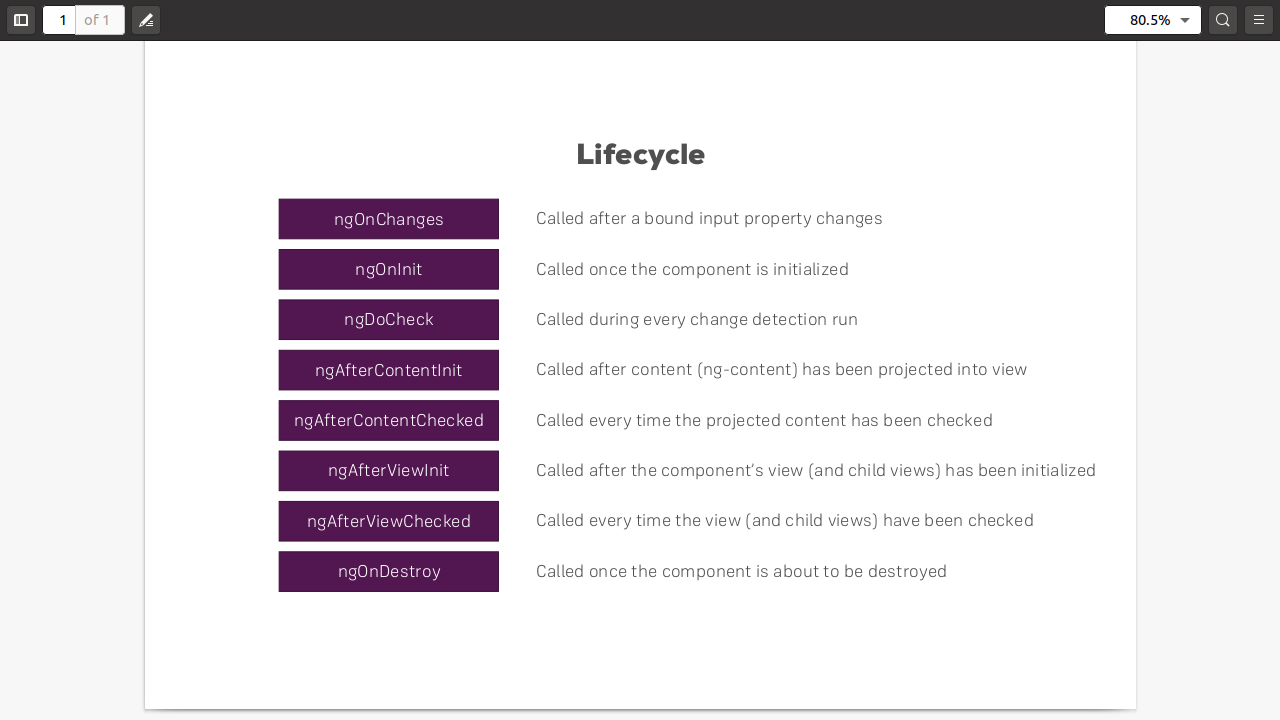 1 of 1
80.5%
Lifecycle
ngOnChanges Called after a bound input property changes
ngOnInit Called once the component is initialized
ngDoCheck Called during every change detection run
ngAfterContentInit Called after content (ng-content) has been projected into view
ngAfterContentChecked Called every time the projected content has been checked
ngAfterViewInit Called after the component's view (and child views) has been initialized
ngAfterViewChecked Called every time the view (and child views) have been checked
ngOnDestroy Called once the component is about to be destroyed